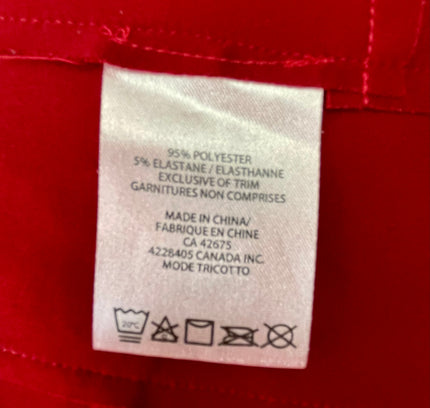 95% POLYESTER
5% ELASTANE / ELASTHANNE
EXCLUSIVE OF TRIM
GARNITURES NON COMPRISES
MADE IN CHINA/
FABRIQUE EN CHINE
CA 42675
4228405 CANADA INC.
MODE TRICOTTO
20°C